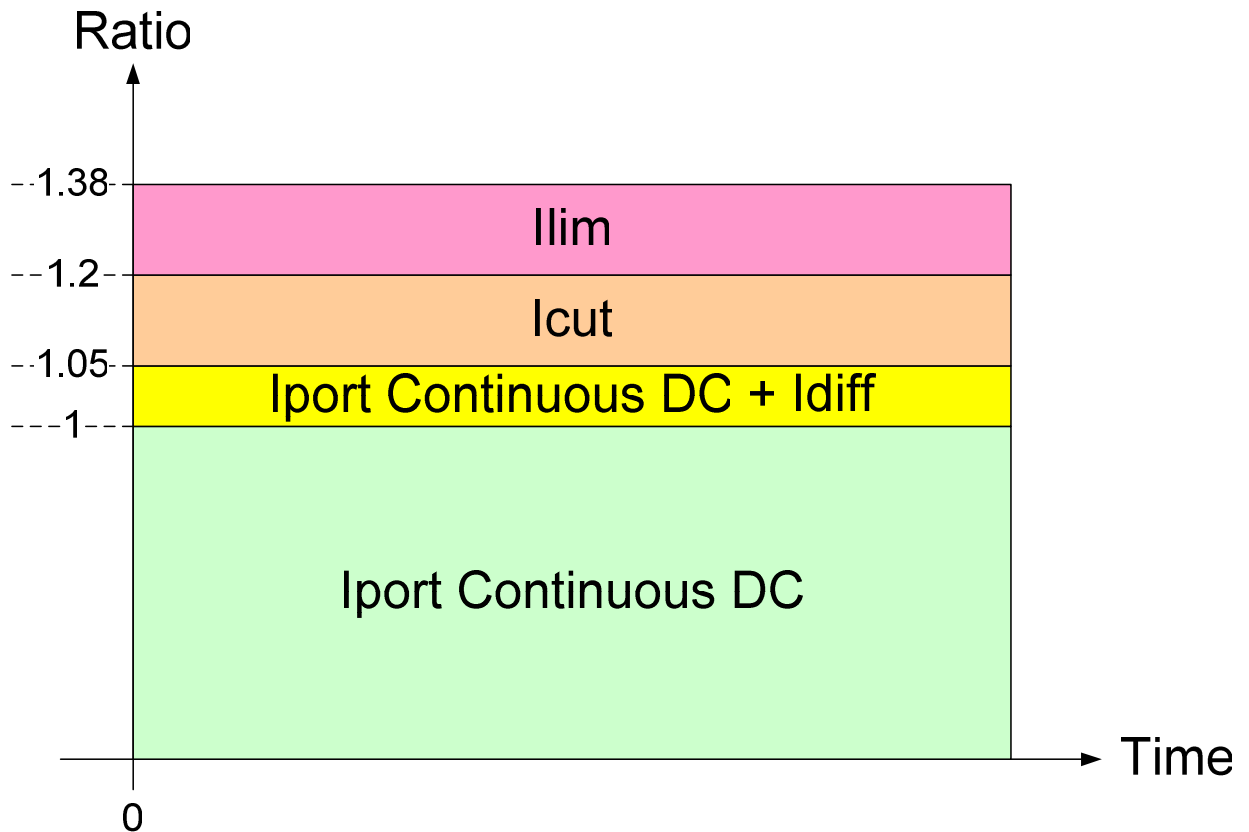 Ratio
1.38
Ilim
1.2
Icut
1.05
Iport Continuous DC + Idiff
1
Iport Continuous DC
Time
0